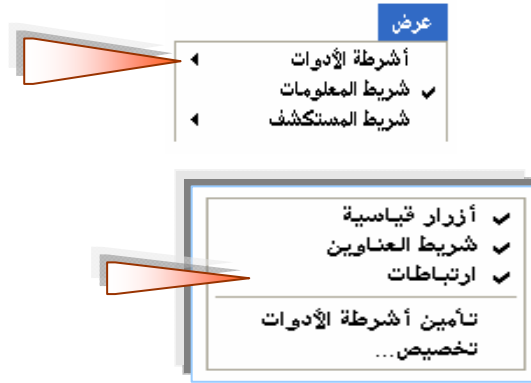 عرض
أشرطة الأدوات
شريط المعلومات
شريط المستكشف
أزرار قياسية
شريط العناوين
ارتباطات
تأمين أشرطة الأدوات
تخصيص...